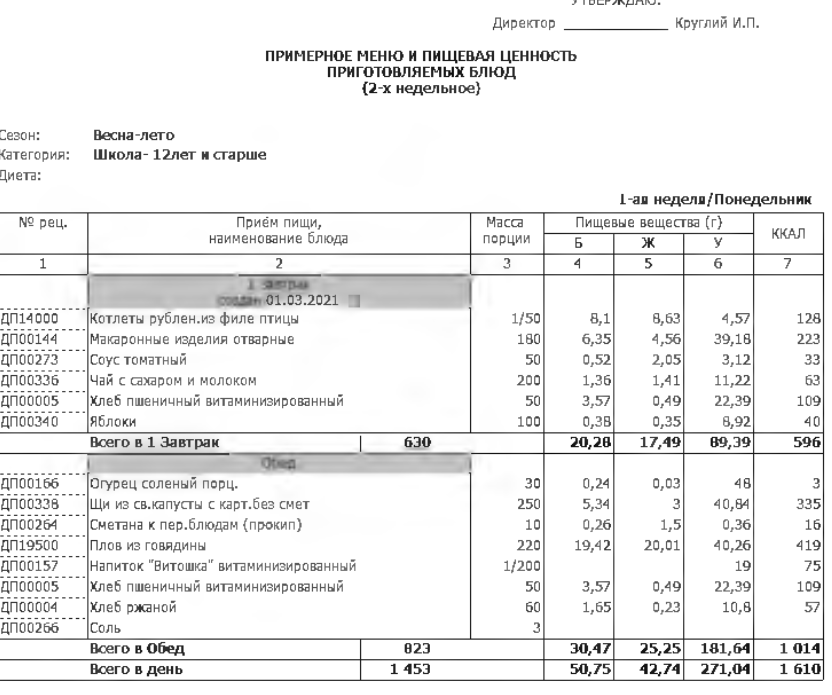 УТВЕРЖДАЮ:
Директор ______________ Круглий И.П.
ПРИМЕРНОЕ МЕНЮ И ПИЩЕВАЯ ЦЕННОСТЬ
ПРИГОТОВЛЯЕМЫХ БЛЮД
(2-х недельное)
Сезон: Весна-лето
Категория: Школа- 12лет и старше
Диета:
1-ая неделя/Понедельник
№ рец. Приём пищи, наименование блюда Масса порции Пищевые вещества (г) ККАЛ
Б Ж У
1 2 3 4 5 6 7
1 Завтрак
создан 01.03.2021
ДП14000 Котлеты рублен.из филе птицы 1/50 8,1 8,63 4,57 128
ДП00144 Макаронные изделия отварные 180 6,35 4,56 39,18 223
ДП00273 Соус томатный 50 0,52 2,05 3,12 33
ДП00336 Чай с сахаром и молоком 200 1,36 1,41 11,22 63
ДП00005 Хлеб пшеничный витаминизированный 50 3,57 0,49 22,39 109
ДП00340 Яблоки 100 0,38 0,35 8,92 40
Всего в 1 Завтрак 630 20,28 17,49 89,39 596
Обед
ДП00166 Огурец соленый порц. 30 0,24 0,03 48 3
ДП00338 Щи из св.капусты с карт.без смет 250 5,34 3 40,64 335
ДП00264 Сметана к пер.блюдам (прокип) 10 0,26 1,5 0,36 16
ДП19500 Плов из говядины 220 19,42 20,01 40,26 419
ДП00157 Напиток "Витошка" витаминизированный 1/200 19 75
ДП00005 Хлеб пшеничный витаминизированный 50 3,57 0,49 22,39 109
ДП00004 Хлеб ржаной 60 1,65 0,23 10,8 57
ДП00266 Соль 3
Всего в Обед 823 30,47 25,25 181,64 1 014
Всего в день 1 453 50,75 42,74 271,04 1 610